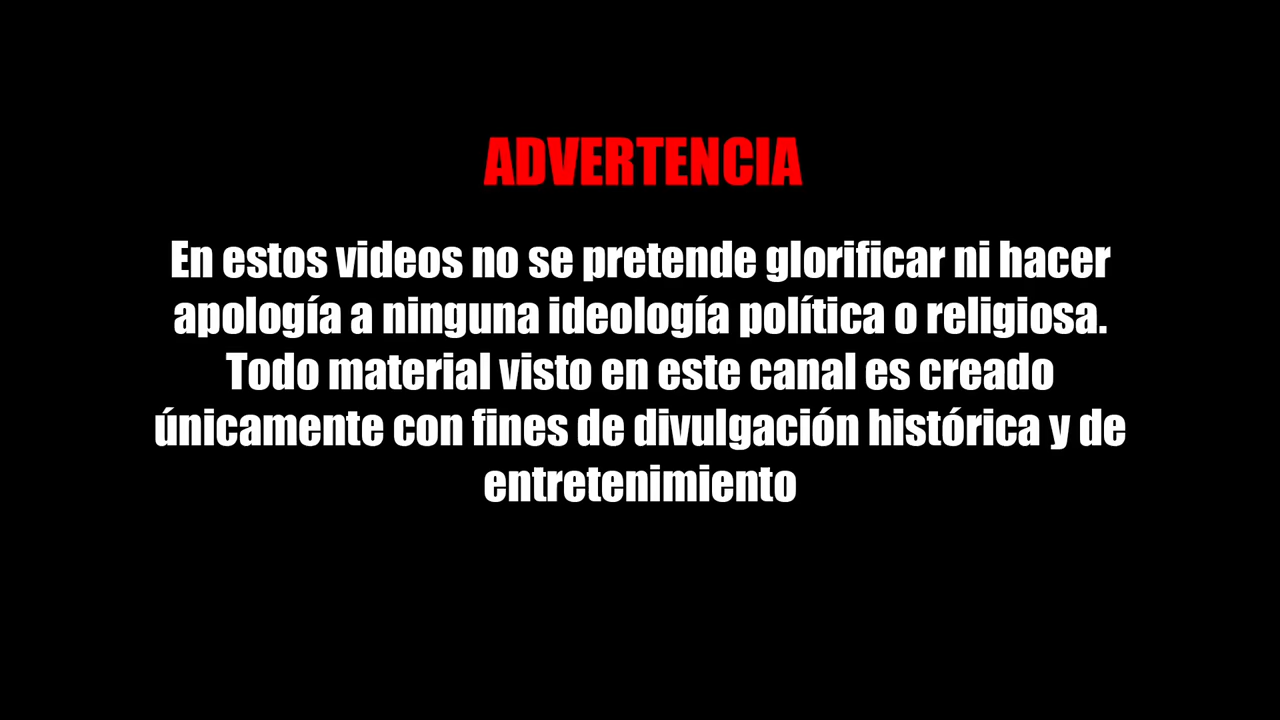 ADVERTENCIA
En estos videos no se pretende glorificar ni hacer
apología a ninguna ideología política o religiosa.
Todo material visto en este canal es creado
únicamente con fines de divulgación histórica y de
entretenimiento